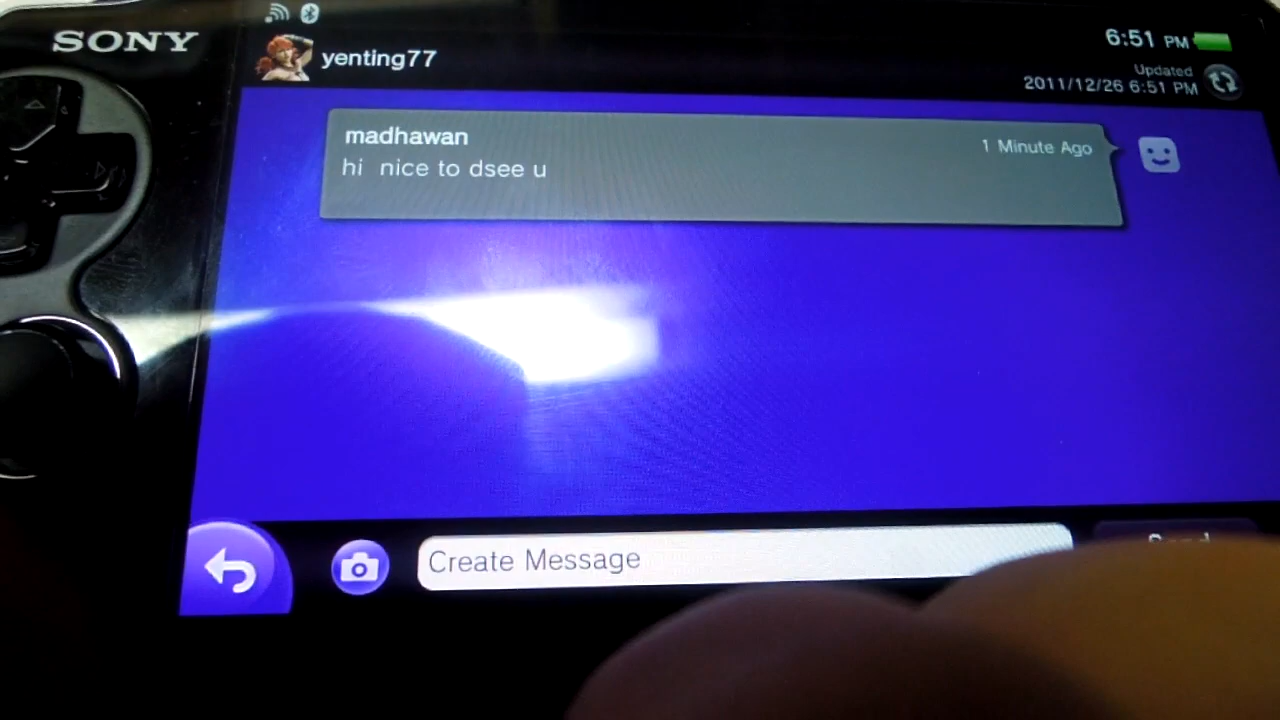 SONY
yenting77
6:51 PM
Updated
2011/12/26 6:51 PM
madhawan
1 Minute Ago
hi nice to dsee u
Create Message